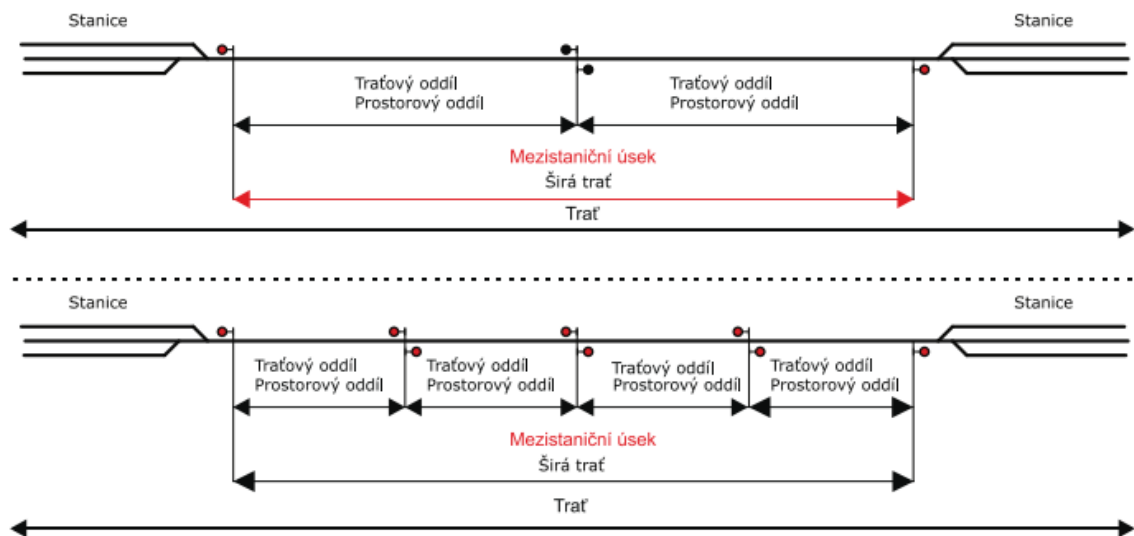 Stanice
Stanice
Traťový oddíl
Prostorový oddíl
Traťový oddíl
Prostorový oddíl
Mezistaniční úsek
Širá trať
Trať
Stanice
Stanice
Traťový oddíl
Prostorový oddíl
Traťový oddíl
Prostorový oddíl
Traťový oddíl
Prostorový oddíl
Traťový oddíl
Prostorový oddíl
Mezistaniční úsek
Širá trať
Trať